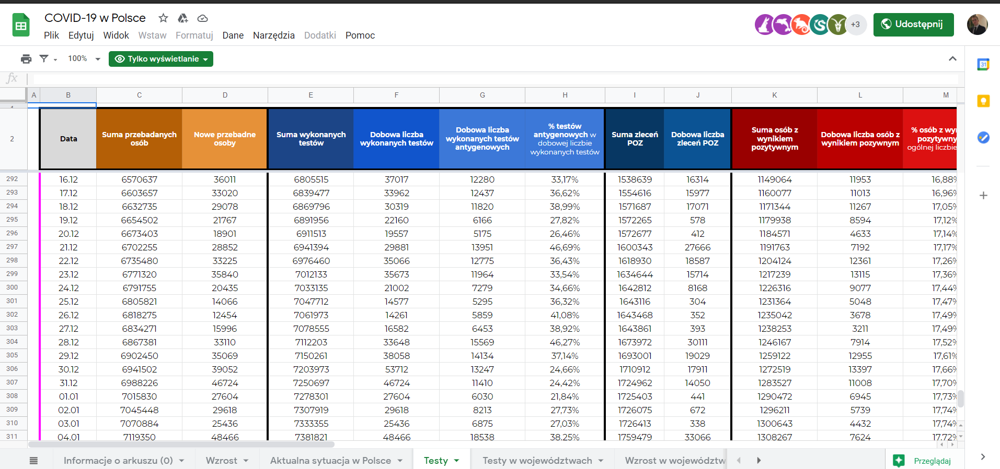 COVID-19 w Polsce
Plik Edytuj Widok Wstaw Formatuj Dane Narzędzia Dodatki Pomoc
+3
Udostępnij
100%
Tylko wyświetlanie
31
fx
A B C D E F G H I J K L M
1
2
Data
Suma przebadanych
osób
Nowe przebadne
osoby
Suma wykonanych
testów
Dobowa liczba
wykonanych testów
Dobowa liczba
wykonanych testów
antygenowych
% testów
antygenowych w
dobowej liczbie
wykonanych testów
Suma zleceń
POZ
Dobowa liczba
zleceń POZ
Suma osób z
wynikiem
pozytywnym
Dobowa liczba osób z
wynikiem pozywnym
% osób z wy
pozytywny
ogólnej liczbie
292 16.12 6570637 36011 6805515 37017 12280 33,17% 1538639 16314 1149064 11953 16,88%
293 17.12 6603657 33020 6839477 33962 12437 36,62% 1554616 15977 1160077 11013 16,96%
294 18.12 6632735 29078 6869796 30319 11820 38,99% 1571687 17071 1171344 11267 17,05%
295 19.12 6654502 21767 6891956 22160 6166 27,82% 1572265 578 1179938 8594 17,12%
296 20.12 6673403 18901 6911513 19557 5175 26,46% 1572677 412 1184571 4633 17,14%
297 21.12 6702255 28852 6941394 29881 13951 46,69% 1600343 27666 1191763 7192 17,17%
298 22.12 6735480 33225 6976460 35066 12775 36,43% 1618930 18587 1204124 12361 17,26%
299 23.12 6771320 35840 7012133 35673 11964 33,54% 1634644 15714 1217239 13115 17,36%
300 24.12 6791755 20435 7033135 21002 7279 34,66% 1642812 8168 1226316 9077 17,44%
301 25.12 6805821 14066 7047712 14577 5295 36,32% 1643116 304 1231364 5048 17,47%
302 26.12 6818275 12454 7061973 14261 5859 41,08% 1643468 352 1235042 3678 17,49%
303 27.12 6834271 15996 7078555 16582 6453 38,92% 1643861 393 1238253 3211 17,49%
304 28.12 6867381 33110 7112203 33648 15569 46,27% 1673972 30111 1246167 7914 17,52%
305 29.12 6902450 35069 7150261 38058 14134 37,14% 1693001 19029 1259122 12955 17,61%
306 30.12 6941502 39052 7203973 53712 13247 24,66% 1710912 17911 1272519 13397 17,66%
307 31.12 6988226 46724 7250697 46724 11410 24,42% 1724962 14050 1283527 11008 17,70%
308 01.01 7015830 27604 7278301 27604 6030 21,84% 1725403 441 1290472 6945 17,73%
309 02.01 7045448 29618 7307919 29618 8213 27,73% 1726075 672 1296211 5739 17,74%
310 03.01 7070884 25436 7333355 25436 6875 27,03% 1726413 338 1300643 4432 17,74%
311 04.01 7119350 48466 7381821 48466 18538 38,25% 1759479 33066 1308267 7624 17,72%
Informacje o arkuszu (0) Wzrost Aktualna sytuacja w Polsce Testy Testy w województwach Wzrost w województw
Przeglądaj